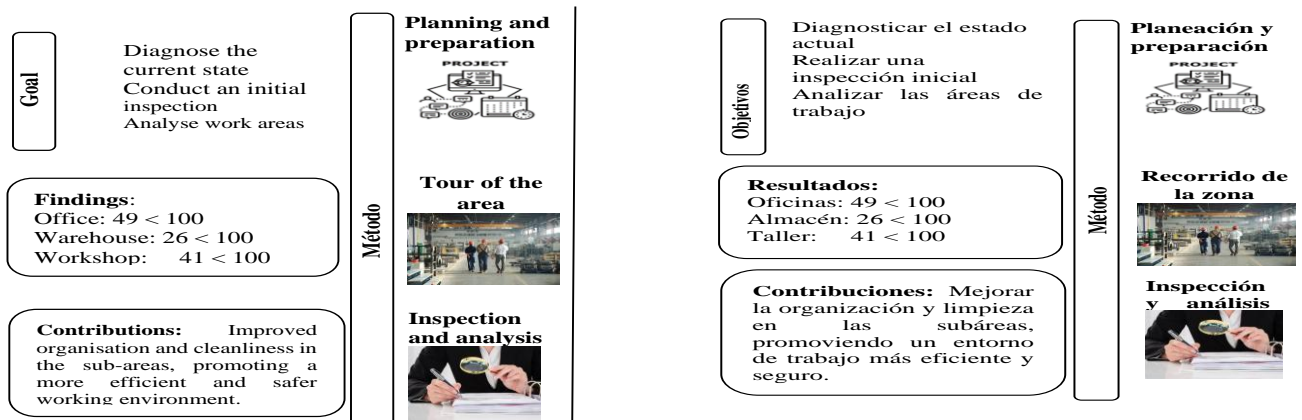 Goal
Diagnose the
current state
Conduct an initial
inspection
Analyse work areas
Findings:
Office: 49 < 100
Warehouse: 26 < 100
Workshop: 41 < 100
Contributions: Improved
organisation and cleanliness in
the sub-areas, promoting a
more efficient and safer
working environment.
Método
Planning and
preparation
PROJECT
Tour of the
area
Inspection
and analysis
Objetivos
Diagnosticar el estado
actual
Realizar una
inspección inicial
Analizar las áreas de
trabajo
Resultados:
Oficinas: 49 < 100
Almacén: 26 < 100
Taller: 41 < 100
Contribuciones: Mejorar
la organización y limpieza
en las subáreas,
promoviendo un entorno
de trabajo más eficiente y
seguro.
Método
Planeación y
preparación
PROJECT
Recorrido de
la zona
Inspección
y análisis